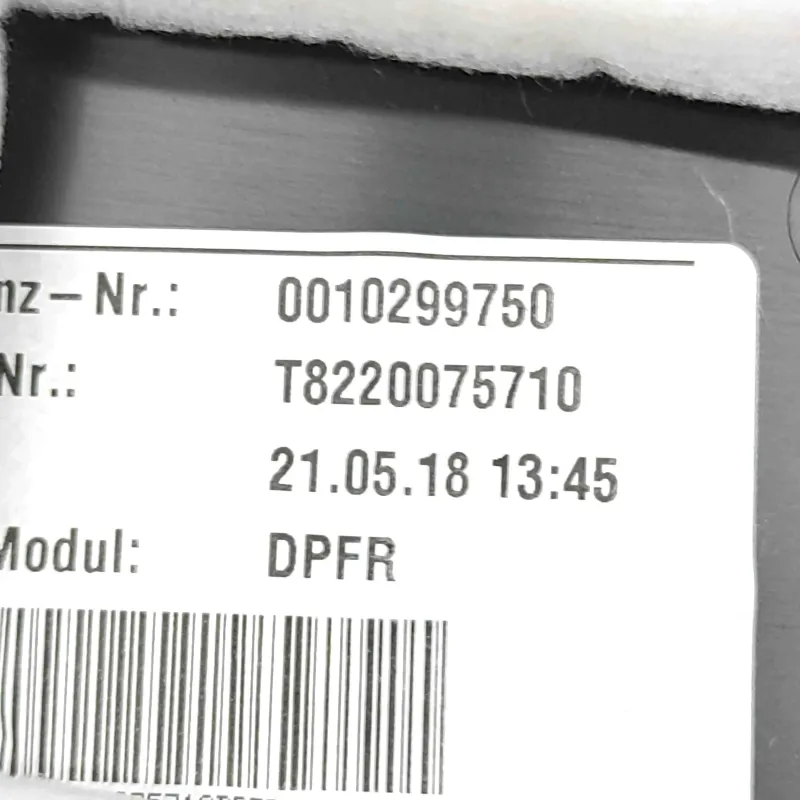 nz – Nr.: 0010299750
Nr.: T8220075710
21.05.18 13:45
Modul: DPFR